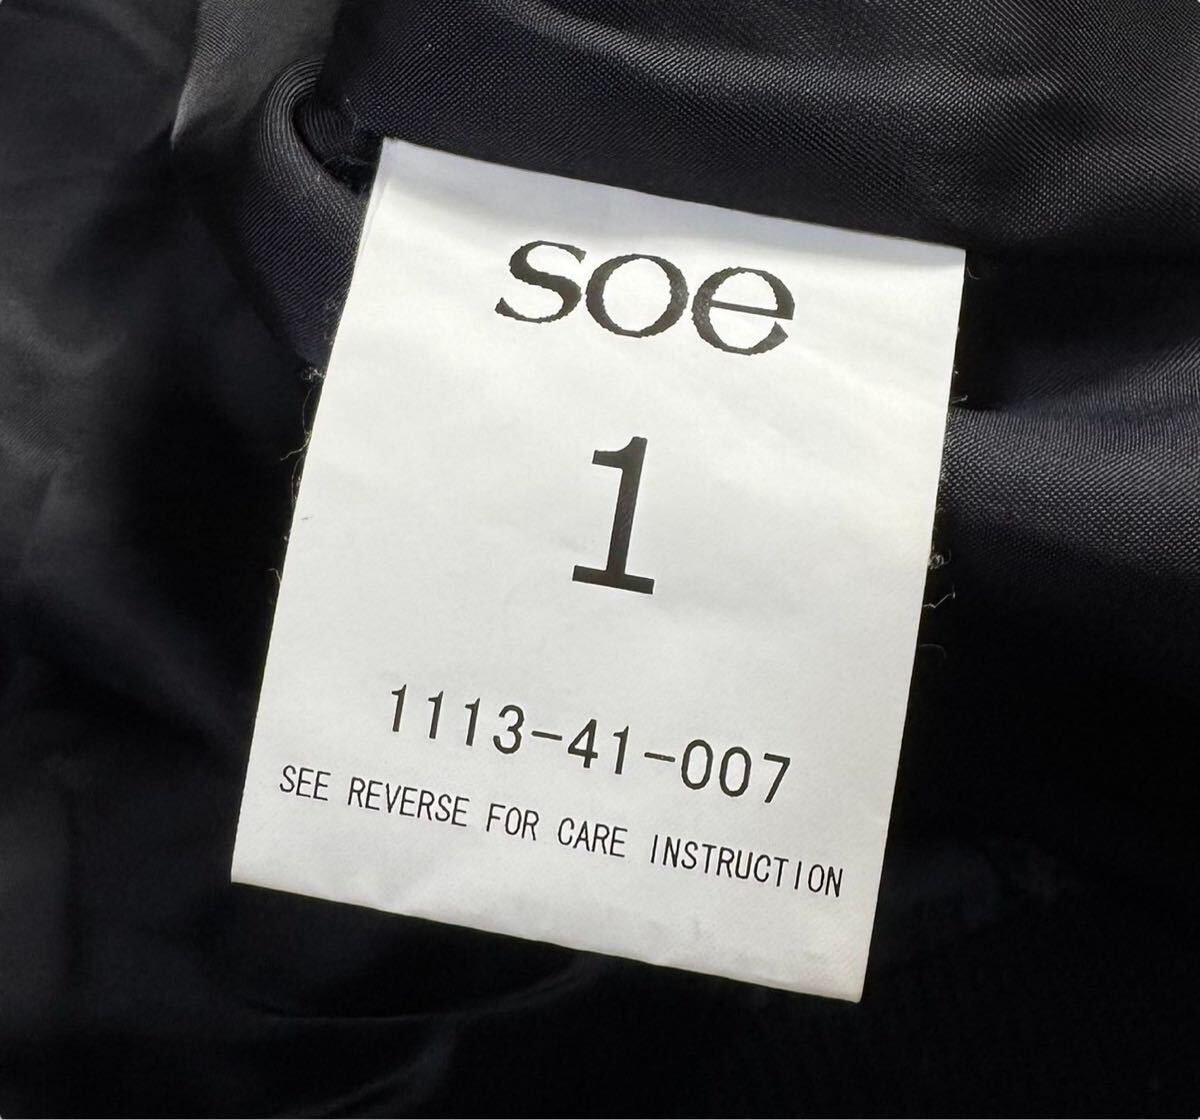 soe
1
1113-41-007
SEE REVERSE FOR CARE INSTRUCTION